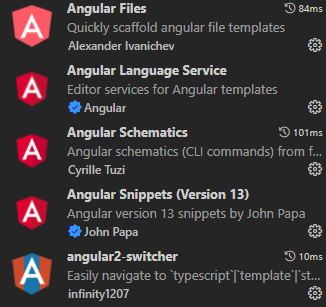 Angular Files 84ms
Quickly scaffold angular file templates
Alexander Ivanichev
Angular Language Service
Editor services for Angular templates
Angular
Angular Schematics 101ms
Angular schematics (CLI commands) from f...
Cyrille Tuzi
Angular Snippets (Version 13)
Angular version 13 snippets by John Papa
John Papa
angular2-switcher 10ms
Easily navigate to `typescript`|`template`|`st...
infinity1207